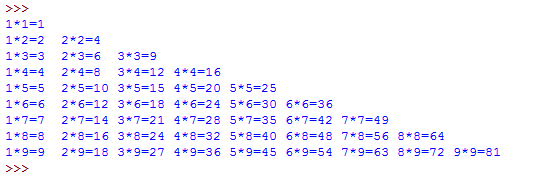 >>>
1*1=1
1*2=2  2*2=4
1*3=3  2*3=6  3*3=9
1*4=4  2*4=8  3*4=12 4*4=16
1*5=5  2*5=10 3*5=15 4*5=20 5*5=25
1*6=6  2*6=12 3*6=18 4*6=24 5*6=30 6*6=36
1*7=7  2*7=14 3*7=21 4*7=28 5*7=35 6*7=42 7*7=49
1*8=8  2*8=16 3*8=24 4*8=32 5*8=40 6*8=48 7*8=56 8*8=64
1*9=9  2*9=18 3*9=27 4*9=36 5*9=45 6*9=54 7*9=63 8*9=72 9*9=81
>>>